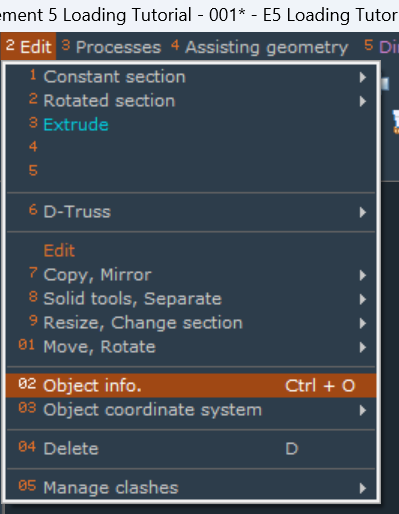 ement 5 Loading Tutorial - 001* - E5 Loading Tutor
2 Edit 3 Processes 4 Assisting geometry 5 Di
1 Constant section
2 Rotated section
3 Extrude
4
5
6 D-Truss
Edit
7 Copy, Mirror
8 Solid tools, Separate
9 Resize, Change section
01 Move, Rotate
02 Object info. Ctrl + O
03 Object coordinate system
04 Delete D
05 Manage clashes